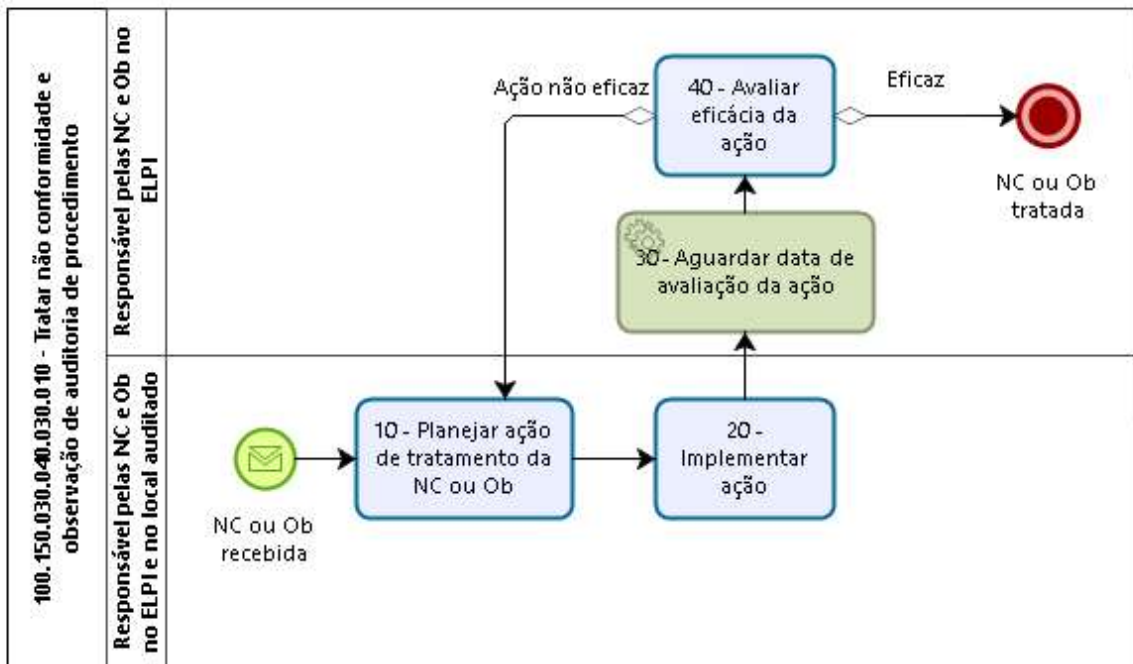 100.150.030.040.030.010 - Tratar não conformidade e
observação de auditoria de procedimento
Responsável pelas NC e Ob no
ELPI
Ação não eficaz
40 - Avaliar
eficácia da
ação
Eficaz
NC ou Ob
tratada
30 - Aguardar data de
avaliação da ação
Responsável pelas NC e Ob
no ELPI e no local auditado
NC ou Ob
recebida
10 - Planejar ação
de tratamento da
NC ou Ob
20 -
Implementar
ação